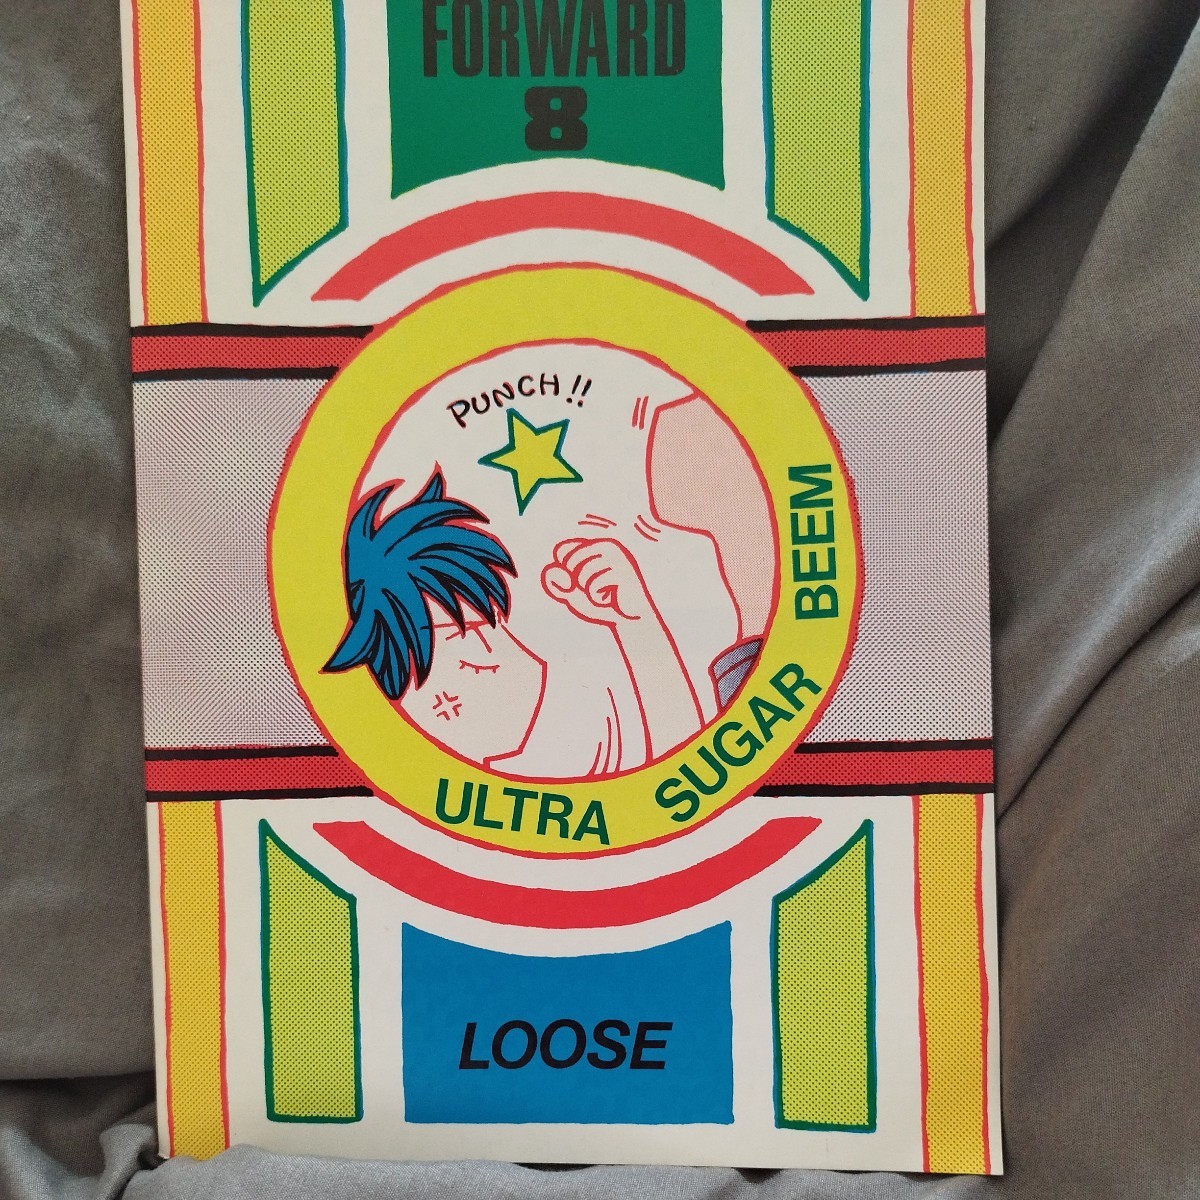 FORWARD
8
PUNCH!!
ULTRA SUGAR BEEM
LOOSE